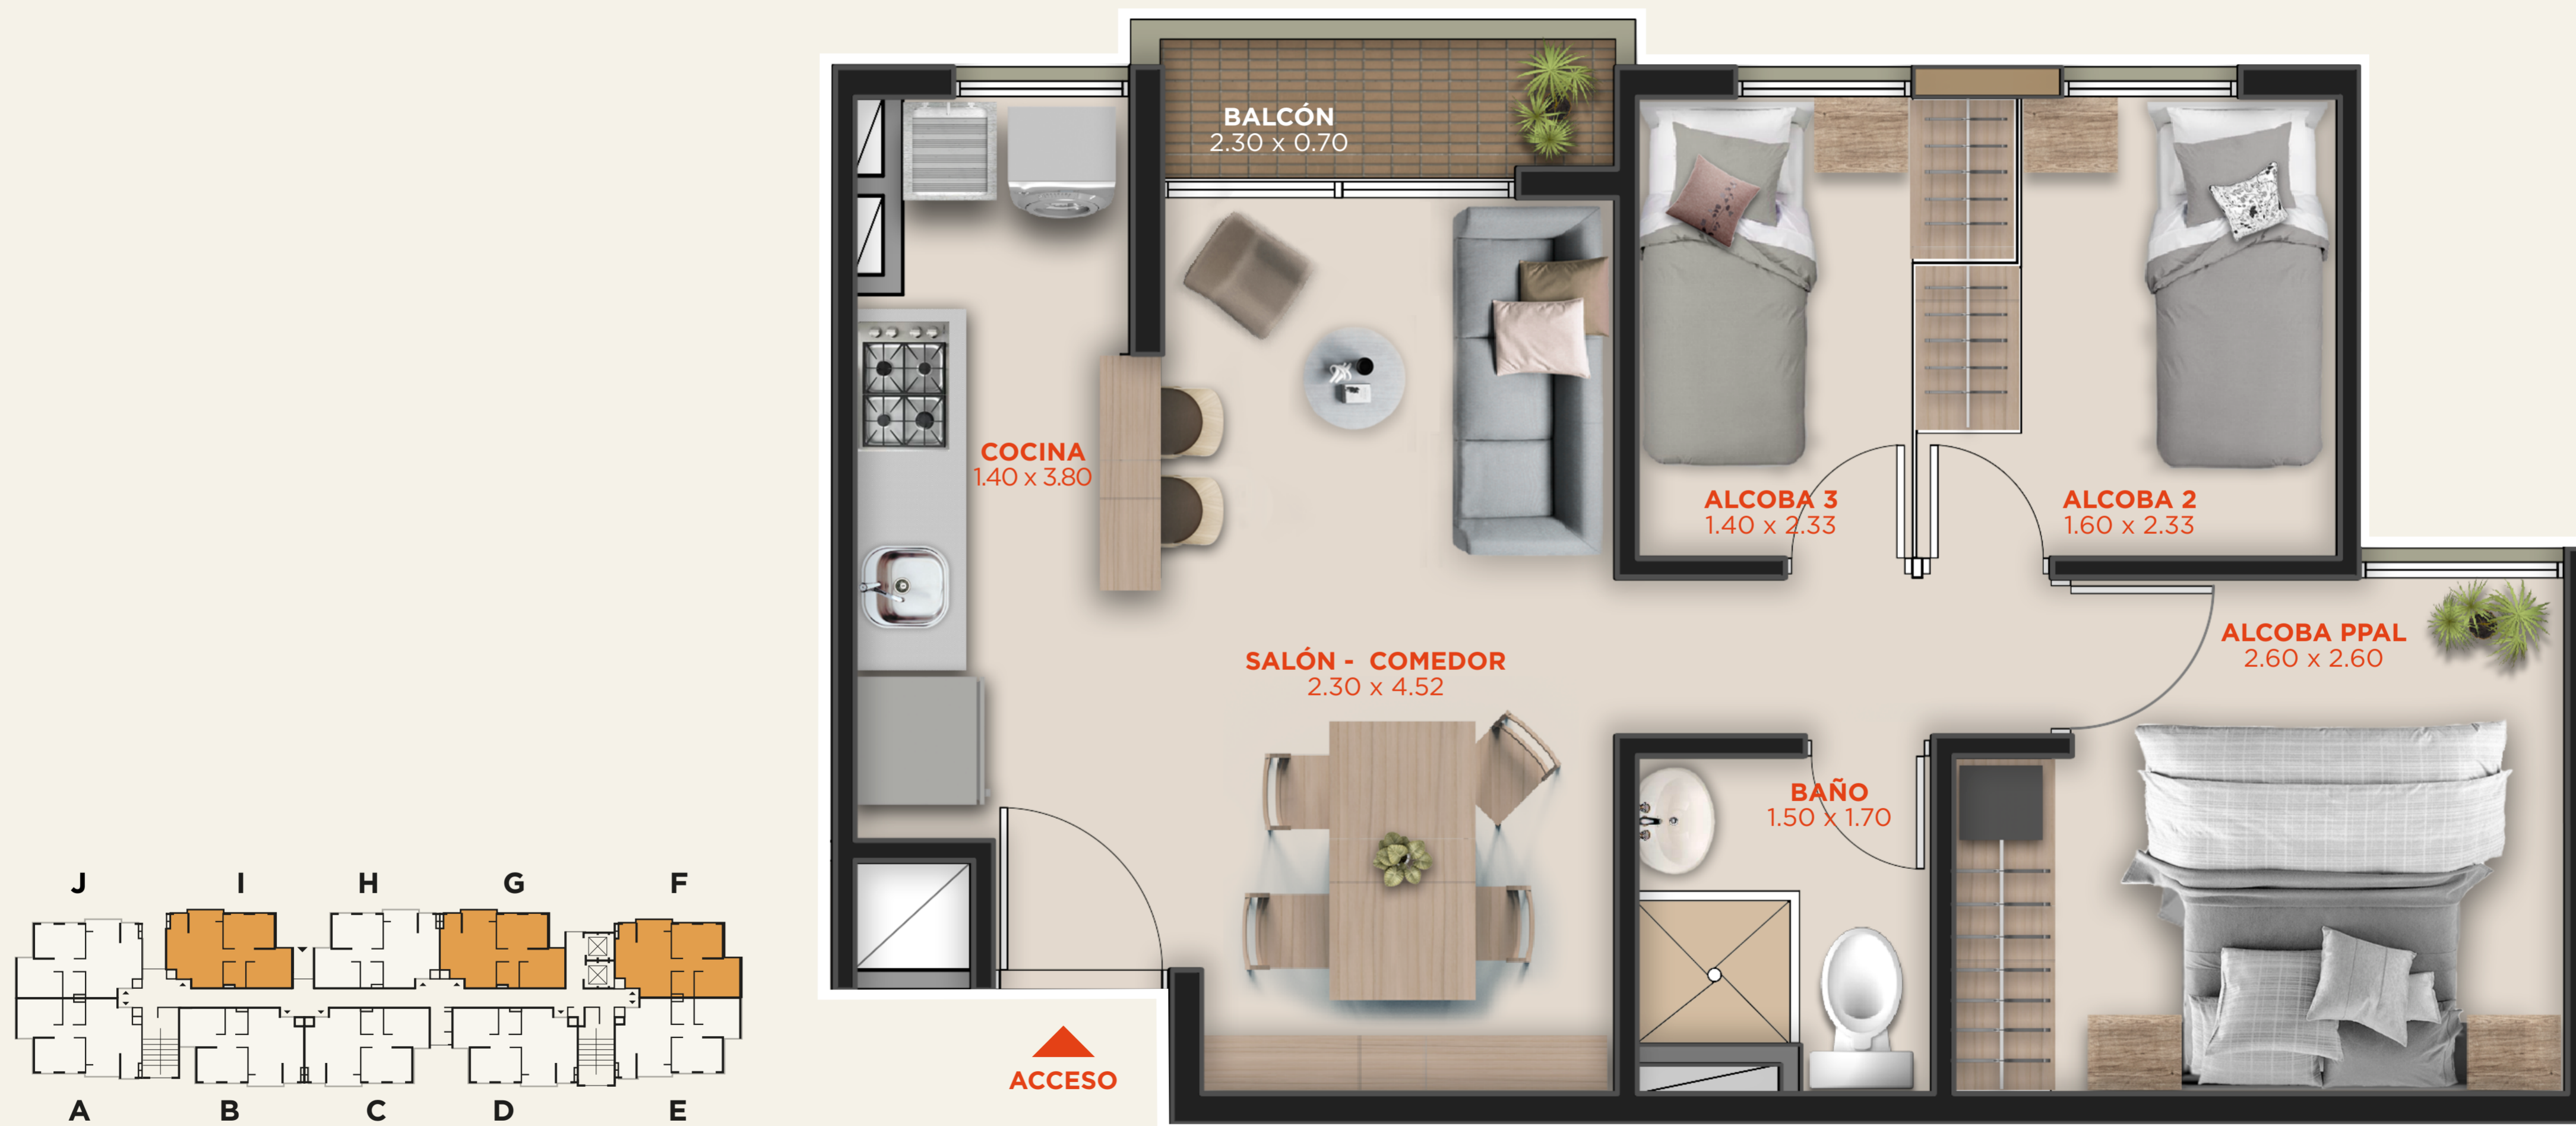 BALCÓN
2.30 x 0.70
COCINA
1.40 x 3.80
ALCOBA 3
1.40 x 2.33
ALCOBA 2
1.60 x 2.33
ALCOBA PPAL
2.60 x 2.60
SALÓN - COMEDOR
2.30 x 4.52
BAÑO
1.50 x 1.70
ACCESO
J I H G F
A B C D E